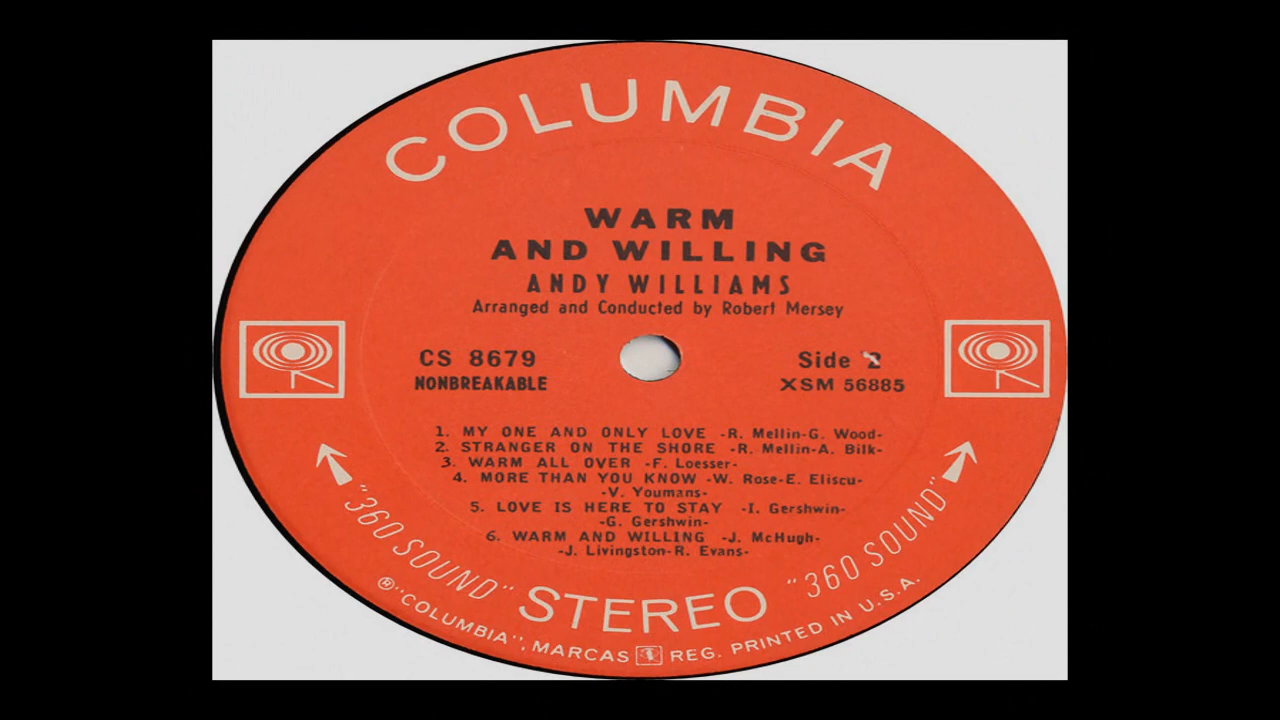 COLUMBIA
WARM
AND WILLING
ANDY WILLIAMS
Arranged and Conducted by Robert Mersey
CS 8679
NONBREAKABLE
Side 2
XSM 56885
1. MY ONE AND ONLY LOVE -R. Mellin-G. Wood-
2. STRANGER ON THE SHORE -R. Mellin-A. Bilk-
3. WARM ALL OVER -F. Loesser-
4. MORE THAN YOU KNOW -W. Rose-E. Eliscu-
-V. Youmans-
5. LOVE IS HERE TO STAY -I. Gershwin-
-G. Gershwin-
6. WARM AND WILLING -J. McHugh-
-J. Livingston-R. Evans-
"360 SOUND" STEREO "360 SOUND"
®"COLUMBIA", MARCAS REG. PRINTED IN U.S.A.